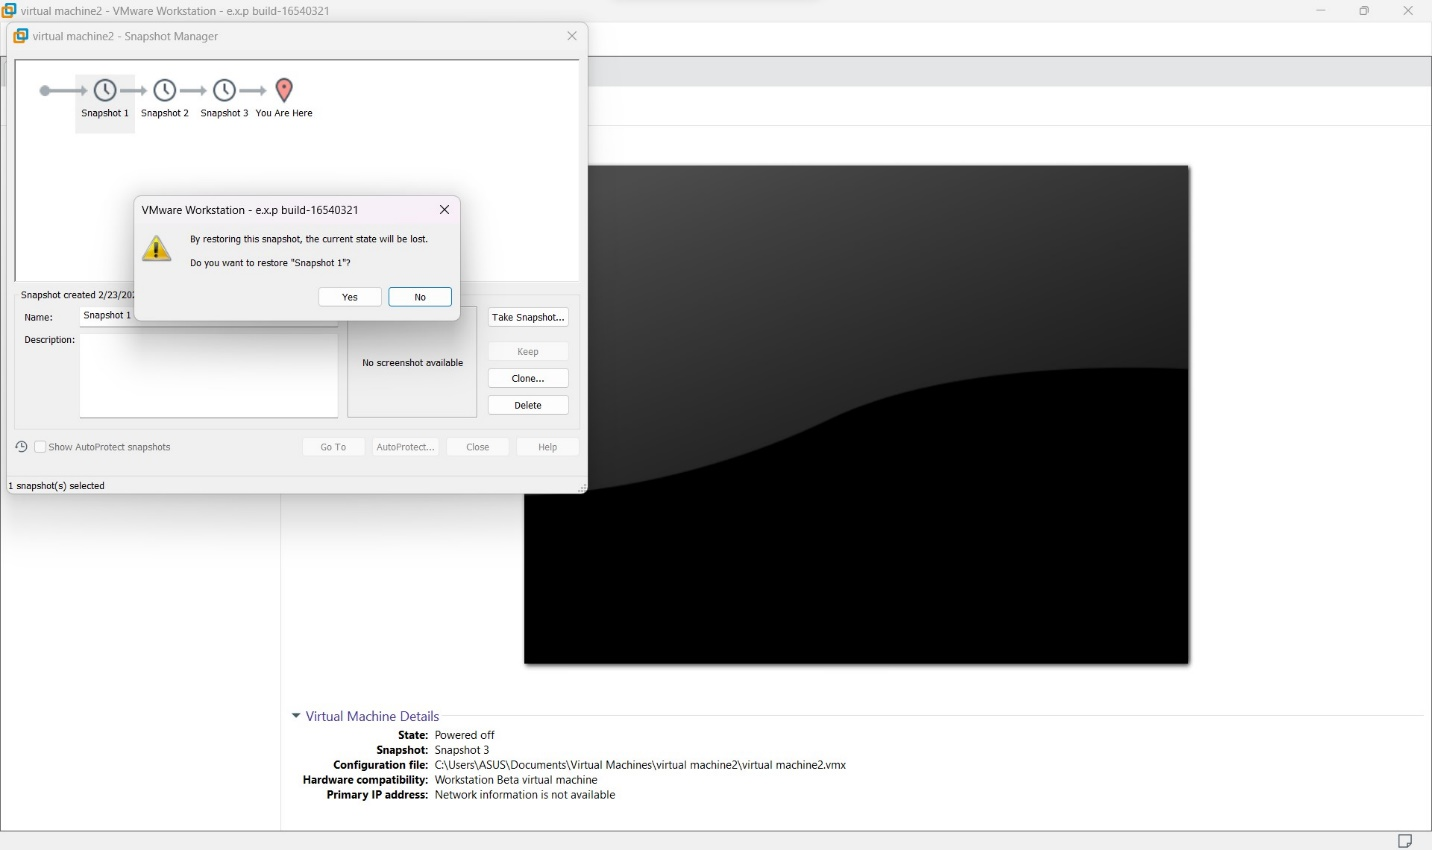 virtual machine2 - VMware Workstation - e.x.p build-16540321
virtual machine2 - Snapshot Manager
Snapshot 1 Snapshot 2 Snapshot 3 You Are Here
VMware Workstation - e.x.p build-16540321
By restoring this snapshot, the current state will be lost.
Do you want to restore "Snapshot 1"?
Yes No
Snapshot created 2/23/20
Name: Snapshot 1
Description:
No screenshot available
Take Snapshot...
Keep
Clone...
Delete
Show AutoProtect snapshots
Go To AutoProtect... Close Help
1 snapshot(s) selected
Virtual Machine Details
State: Powered off
Snapshot: Snapshot 3
Configuration file: C:\Users\ASUS\Documents\Virtual Machines\virtual machine2\virtual machine2.vmx
Hardware compatibility: Workstation Beta virtual machine
Primary IP address: Network information is not available